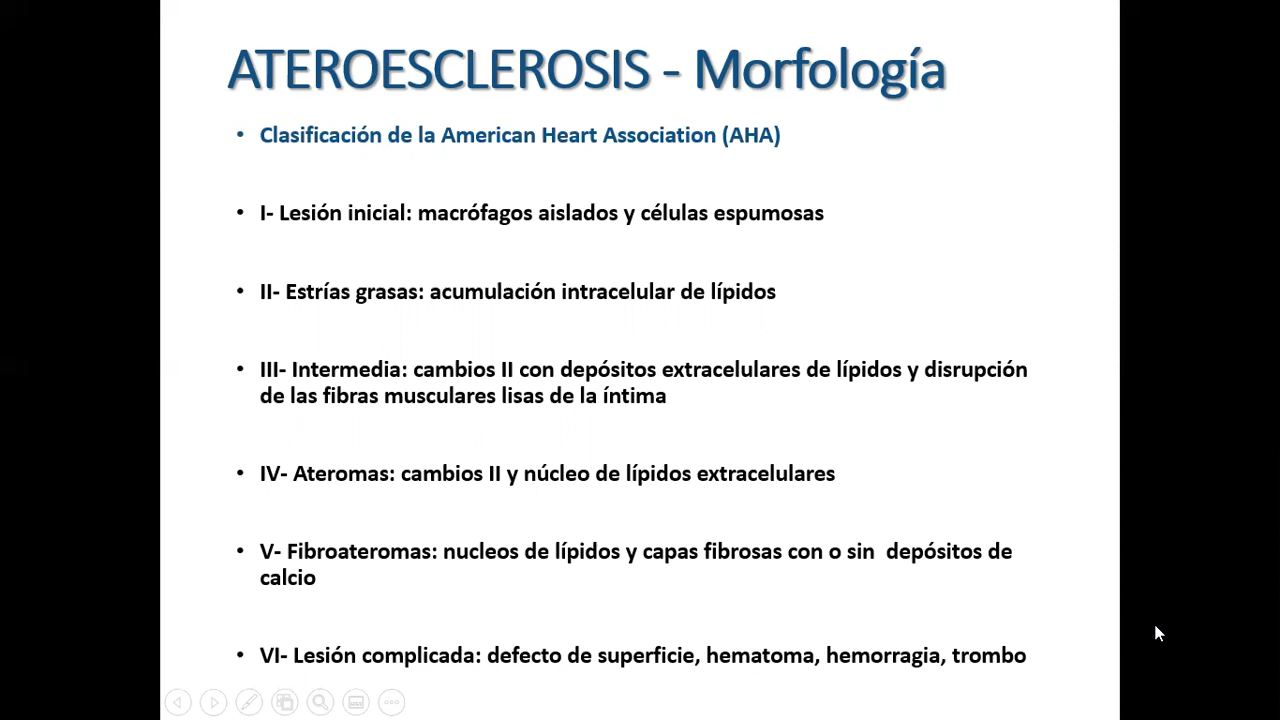 ATEROESCLEROSIS - Morfología
• Clasificación de la American Heart Association (AHA)
• I- Lesión inicial: macrófagos aislados y células espumosas
• II- Estrías grasas: acumulación intracelular de lípidos
• III- Intermedia: cambios II con depósitos extracelulares de lípidos y disrupción
de las fibras musculares lisas de la íntima
• IV- Ateromas: cambios II y núcleo de lípidos extracelulares
• V- Fibroateromas: nucleos de lípidos y capas fibrosas con o sin  depósitos de
calcio
• VI- Lesión complicada: defecto de superficie, hematoma, hemorragia, trombo